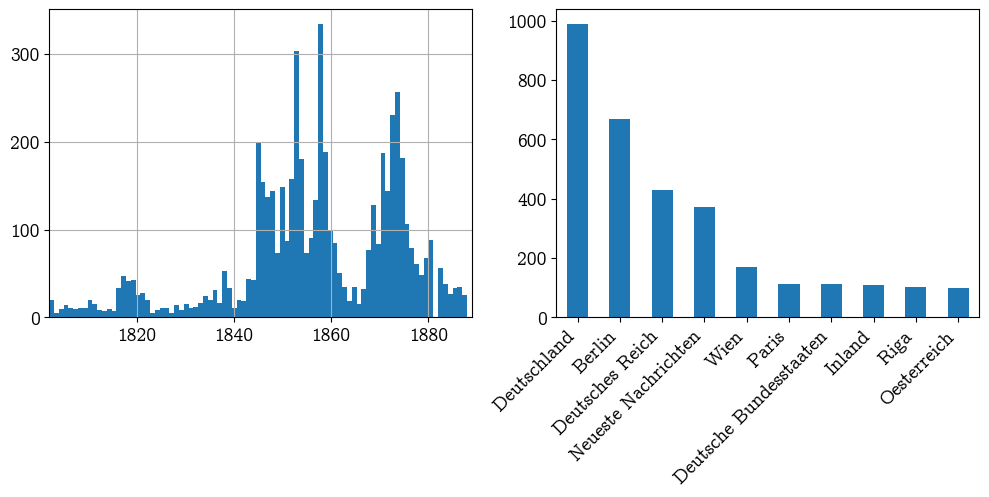 300
200
100
0
1820 1840 1860 1880
1000
800
600
400
200
0
Deutschland
Berlin
Deutsches Reich
Neueste Nachrichten
Wien
Paris
Deutsche Bundesstaaten
Inland
Riga
Oesterreich